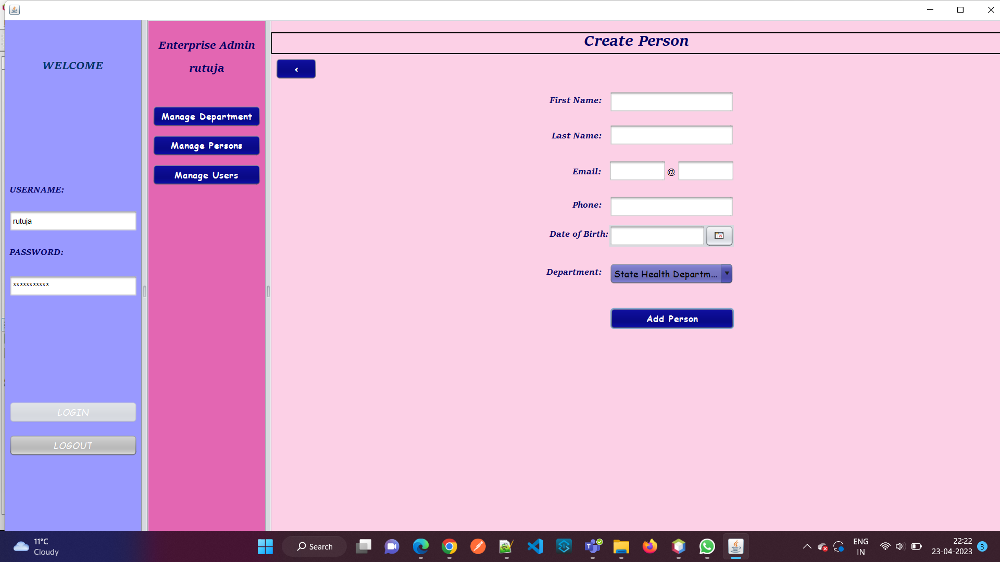 WELCOME
USERNAME:
rutuja
PASSWORD:
***********
LOGIN
LOGOUT
Enterprise Admin
rutuja
Manage Department
Manage Persons
Manage Users
Create Person
<
First Name:
Last Name:
Email:
@
Phone:
Date of Birth:
Department:
State Health Departm...
Add Person
11°C
Cloudy
Search
ENG
IN
22:22
23-04-2023
3